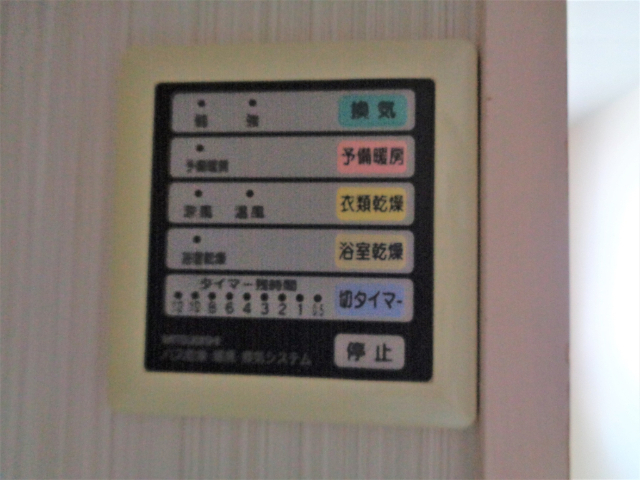 弱 強 換気
予備暖房 予備暖房
涼風 温風 衣類乾燥
浴室乾燥 浴室乾燥
タイマー残時間
12 10 8 6 4 3 2 1 0.5 切タイマー
MITSUBISHI
バス乾燥 暖房 換気システム 停止